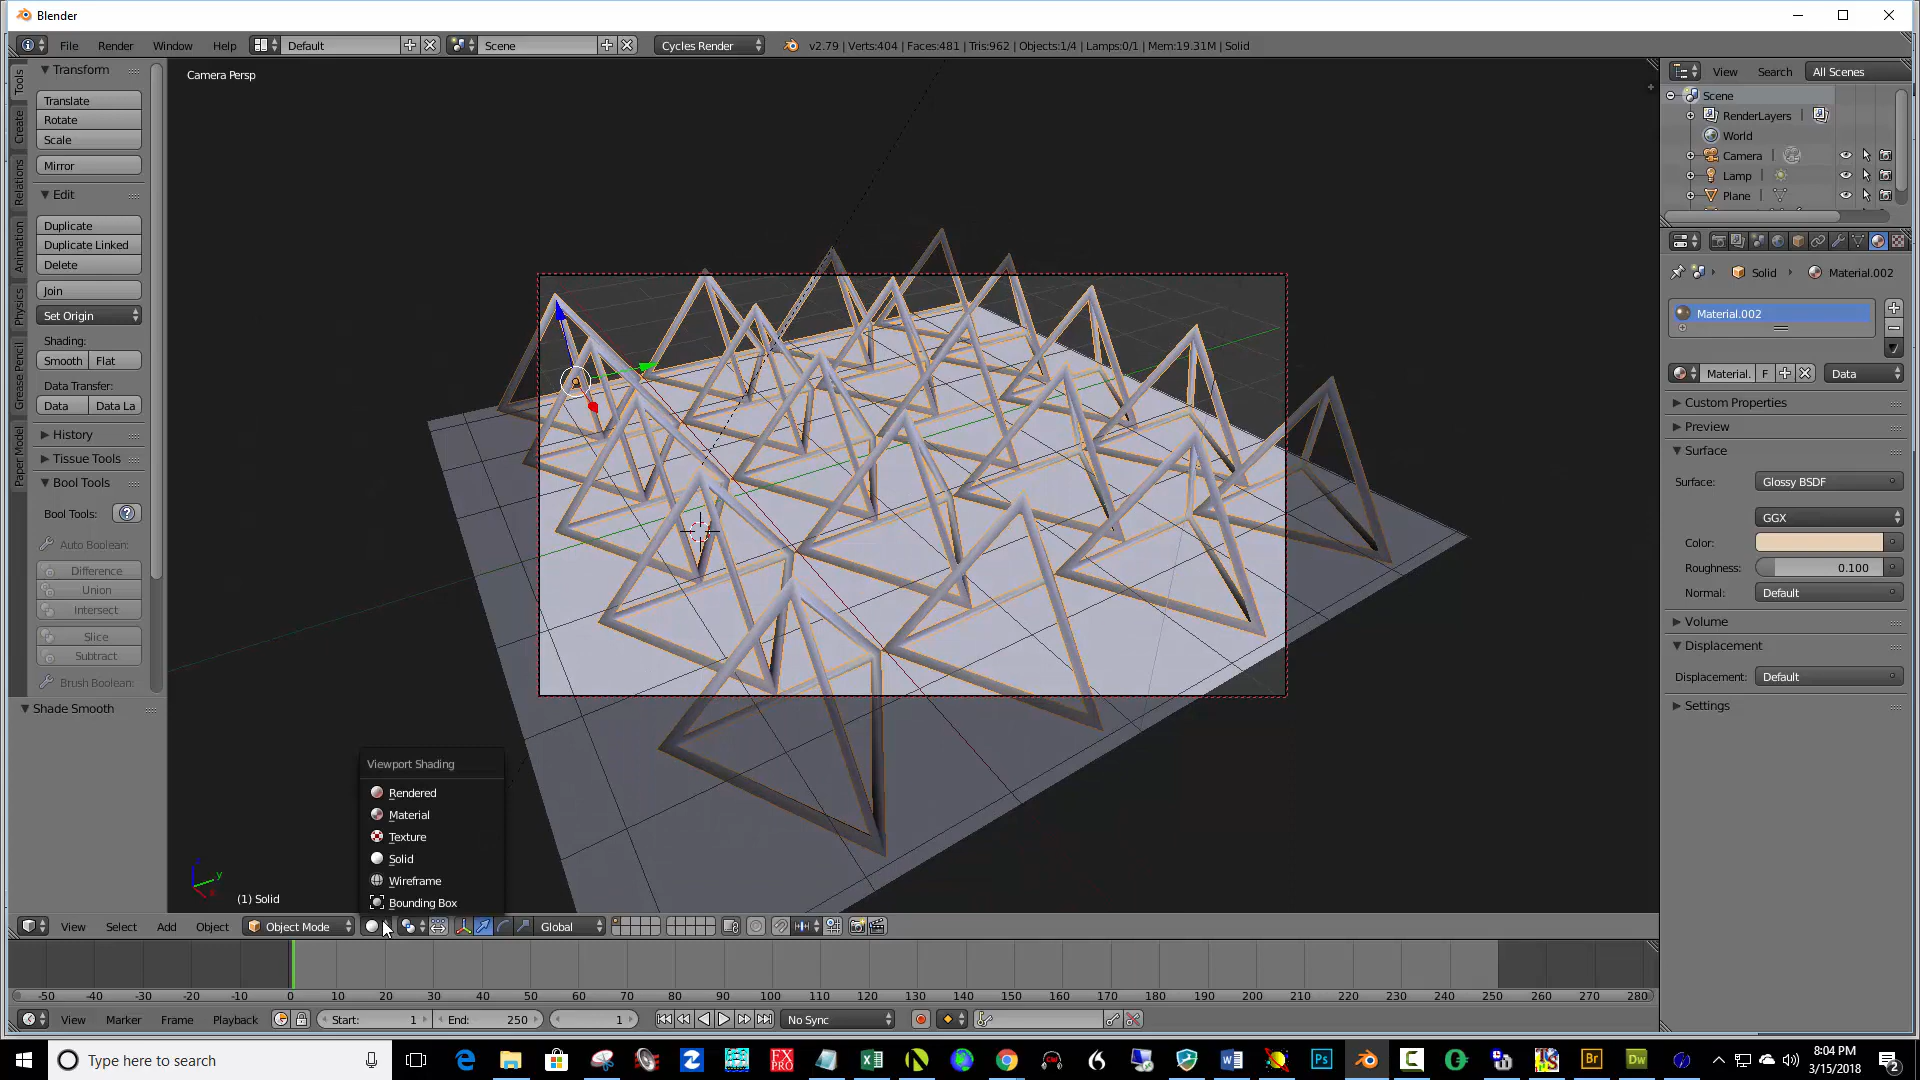 Blender
File Render Window Help Default Scene Cycles Render v2.79 | Verts:404 | Faces:481 | Tris:962 | Objects:1/4 | Lamps:0/1 | Mem:19.31M | Solid
Camera Persp
Tools
Create
Relations
Animation
Physics
Grease Pencil
Paper Model
Transform
Translate
Rotate
Scale
Mirror
Edit
Duplicate
Duplicate Linked
Delete
Join
Set Origin
Shading:
Smooth Flat
Data Transfer:
Data Data La
History
Tissue Tools
Bool Tools
Bool Tools: ?
Auto Boolean:
Difference
Union
Intersect
Slice
Subtract
Brush Boolean:
Shade Smooth
Viewport Shading
Rendered
Material
Texture
Solid
Wireframe
Bounding Box
y
(1) Solid
View Select Add Object Object Mode Global
View Search All Scenes
Scene
RenderLayers
World
Camera
Lamp
Plane
Solid Material.002
Material.002
Material. F Data
Custom Properties
Preview
Surface
Surface: Glossy BSDF
GGX
Color:
Roughness: 0.100
Normal: Default
Volume
Displacement
Displacement: Default
Settings
-50 -40 -30 -20 -10 0 10 20 30 40 50 60 70 80 90 100 110 120 130 140 150 160 170 180 190 200 210 220 230 240 250 260 270 280
View Marker Frame Playback Start: 1 End: 250 1 No Sync
Type here to search
8:04 PM
3/15/2018
2